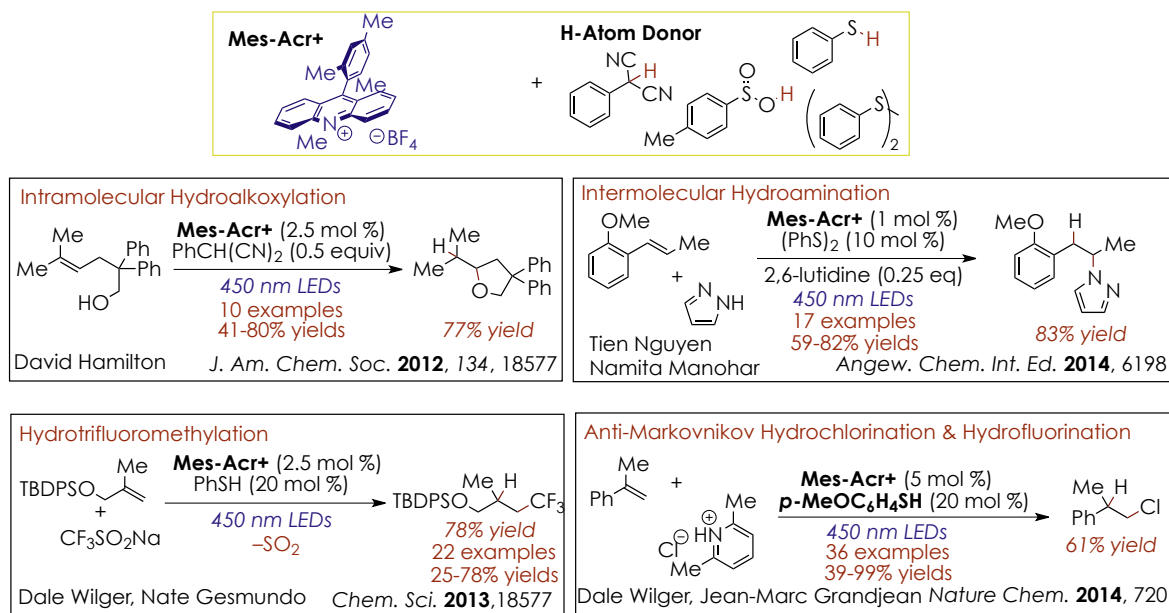 Mes-Acr+
H-Atom Donor
Me
Me
Me
N
+
Me
⊖BF4
+
CN
H
CN
O
S
O
H
Me
S
H
S
2
Intramolecular Hydroalkoxylation
Me
Me
Ph
Ph
HO
Mes-Acr+ (2.5 mol %)
PhCH(CN)2 (0.5 equiv)
450 nm LEDs
10 examples
41-80% yields
Me
H
Me
O
Ph
Ph
77% yield
David Hamilton
J. Am. Chem. Soc. 2012, 134, 18577
Intermolecular Hydroamination
OMe
Me
+
N
NH
Mes-Acr+ (1 mol %)
(PhS)2 (10 mol %)
2,6-lutidine (0.25 eq)
450 nm LEDs
17 examples
59-82% yields
MeO
H
Me
N
N
83% yield
Tien Nguyen
Namita Manohar
Angew. Chem. Int. Ed. 2014, 6198
Hydrotrifluoromethylation
Me
TBDPSO
+
CF3SO2Na
Mes-Acr+ (2.5 mol %)
PhSH (20 mol %)
450 nm LEDs
–SO2
Me
H
TBDPSO
CF3
78% yield
22 examples
25-78% yields
Dale Wilger, Nate Gesmundo
Chem. Sci. 2013,18577
Anti-Markovnikov Hydrochlorination & Hydrofluorination
Me
Ph
+
Me
HN
+
Cl⊖
Me
Mes-Acr+ (5 mol %)
p-MeOC6H4SH (20 mol %)
450 nm LEDs
36 examples
39-99% yields
Me
H
Ph
Cl
61% yield
Dale Wilger, Jean-Marc Grandjean Nature Chem. 2014, 720